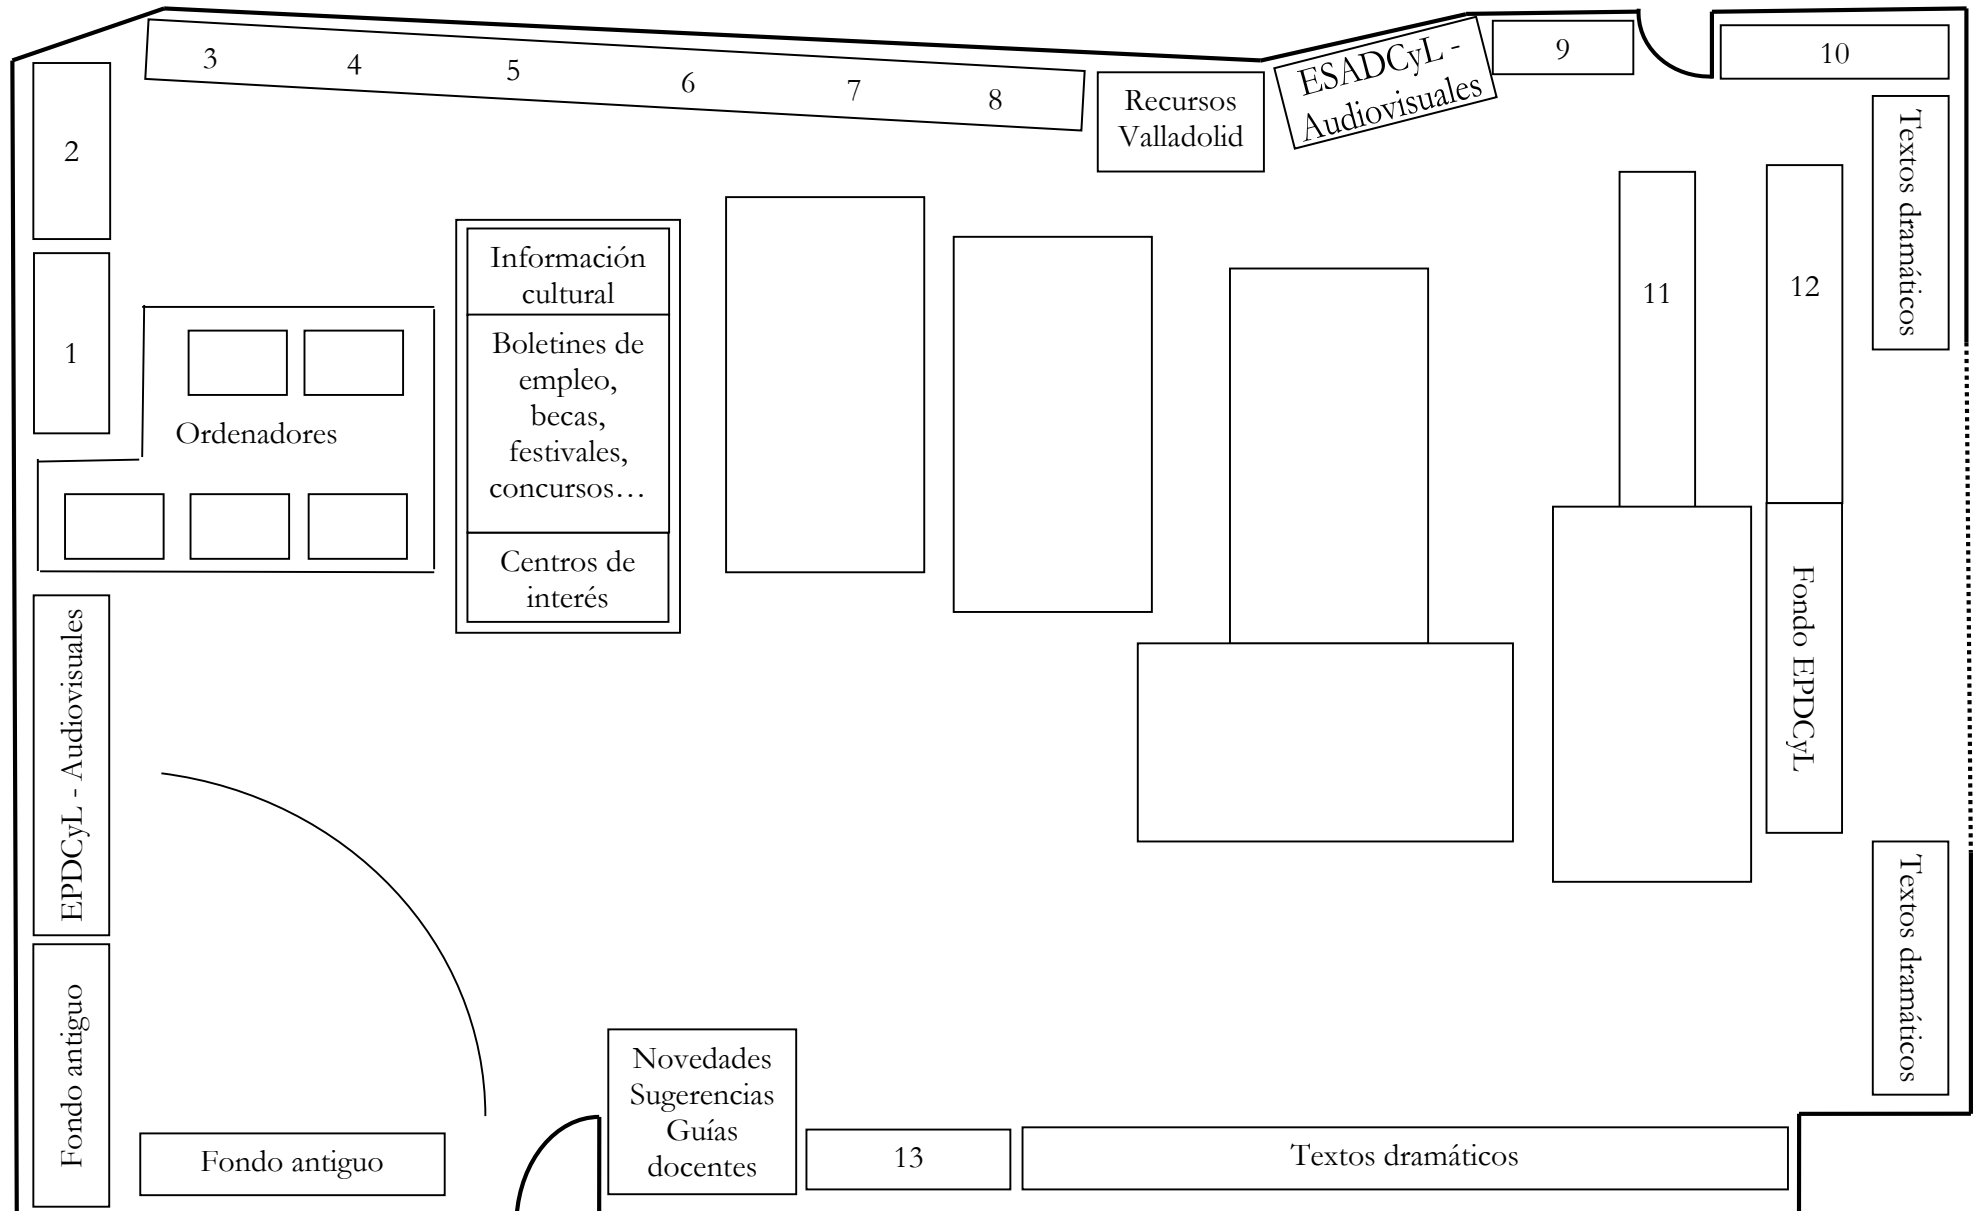 3
4
5
6
7
8
Recursos
Valladolid
ESADCyL -
Audiovisuales
9
10
2
1
Ordenadores
Información
cultural
Boletines de
empleo,
becas,
festivales,
concursos…
Centros de
interés
11
12
Textos dramáticos
Fondo EPDCyL
Textos dramáticos
EPDCyL - Audiovisuales
Fondo antiguo
Fondo antiguo
Novedades
Sugerencias
Guías
docentes
13
Textos dramáticos